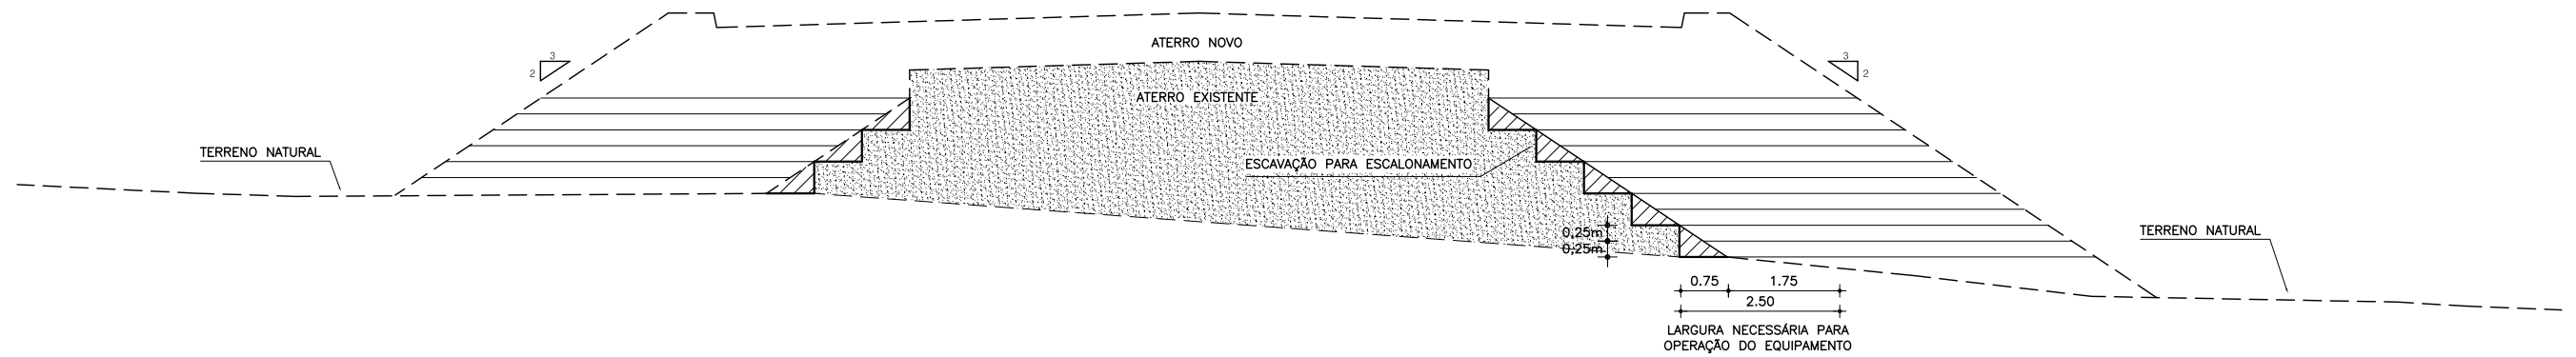 ATERRO NOVO
3
2
3
2
ATERRO EXISTENTE
TERRENO NATURAL
ESCAVAÇÃO PARA ESCALONAMENTO
0,25m
0,25m
TERRENO NATURAL
0.75
1.75
2.50
LARGURA NECESSÁRIA PARA
OPERAÇÃO DO EQUIPAMENTO